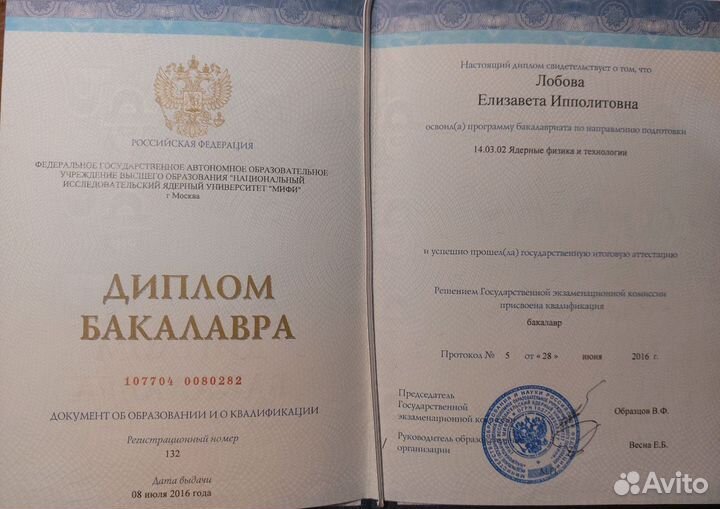 РОССИЙСКАЯ ФЕДЕРАЦИЯ
ФЕДЕРАЛЬНОЕ ГОСУДАРСТВЕННОЕ АВТОНОМНОЕ ОБРАЗОВАТЕЛЬНОЕ
УЧРЕЖДЕНИЕ ВЫСШЕГО ОБРАЗОВАНИЯ "НАЦИОНАЛЬНЫЙ
ИССЛЕДОВАТЕЛЬСКИЙ ЯДЕРНЫЙ УНИВЕРСИТЕТ "МИФИ"
г Москва
ДИПЛОМ
БАКАЛАВРА
107704 0080282
ДОКУМЕНТ ОБ ОБРАЗОВАНИИ И О КВАЛИФИКАЦИИ
Регистрационный номер
132
Дата выдачи
08 июля 2016 года
Настоящий диплом свидетельствует о том, что
Лобова
Елизавета Ипполитовна
освоил(а) программу бакалавриата по направлению подготовки
14.03.02 Ядерные физика и технологии
и успешно прошел(ла) государственную итоговую аттестацию
Решением Государственной экзаменационной комиссии
присвоена квалификация
бакалавр
Протокол № 5 от «28» июня 2016 г.
Председатель
Государственной
экзаменационной
Образцов В.Ф.
Руководитель
организации
Весна Е.Б.
Avito